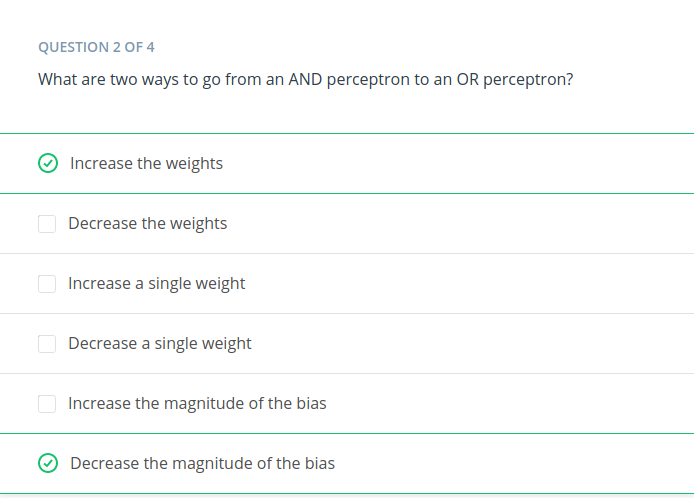 QUESTION 2 OF 4
What are two ways to go from an AND perceptron to an OR perceptron?
Increase the weights
Decrease the weights
Increase a single weight
Decrease a single weight
Increase the magnitude of the bias
Decrease the magnitude of the bias